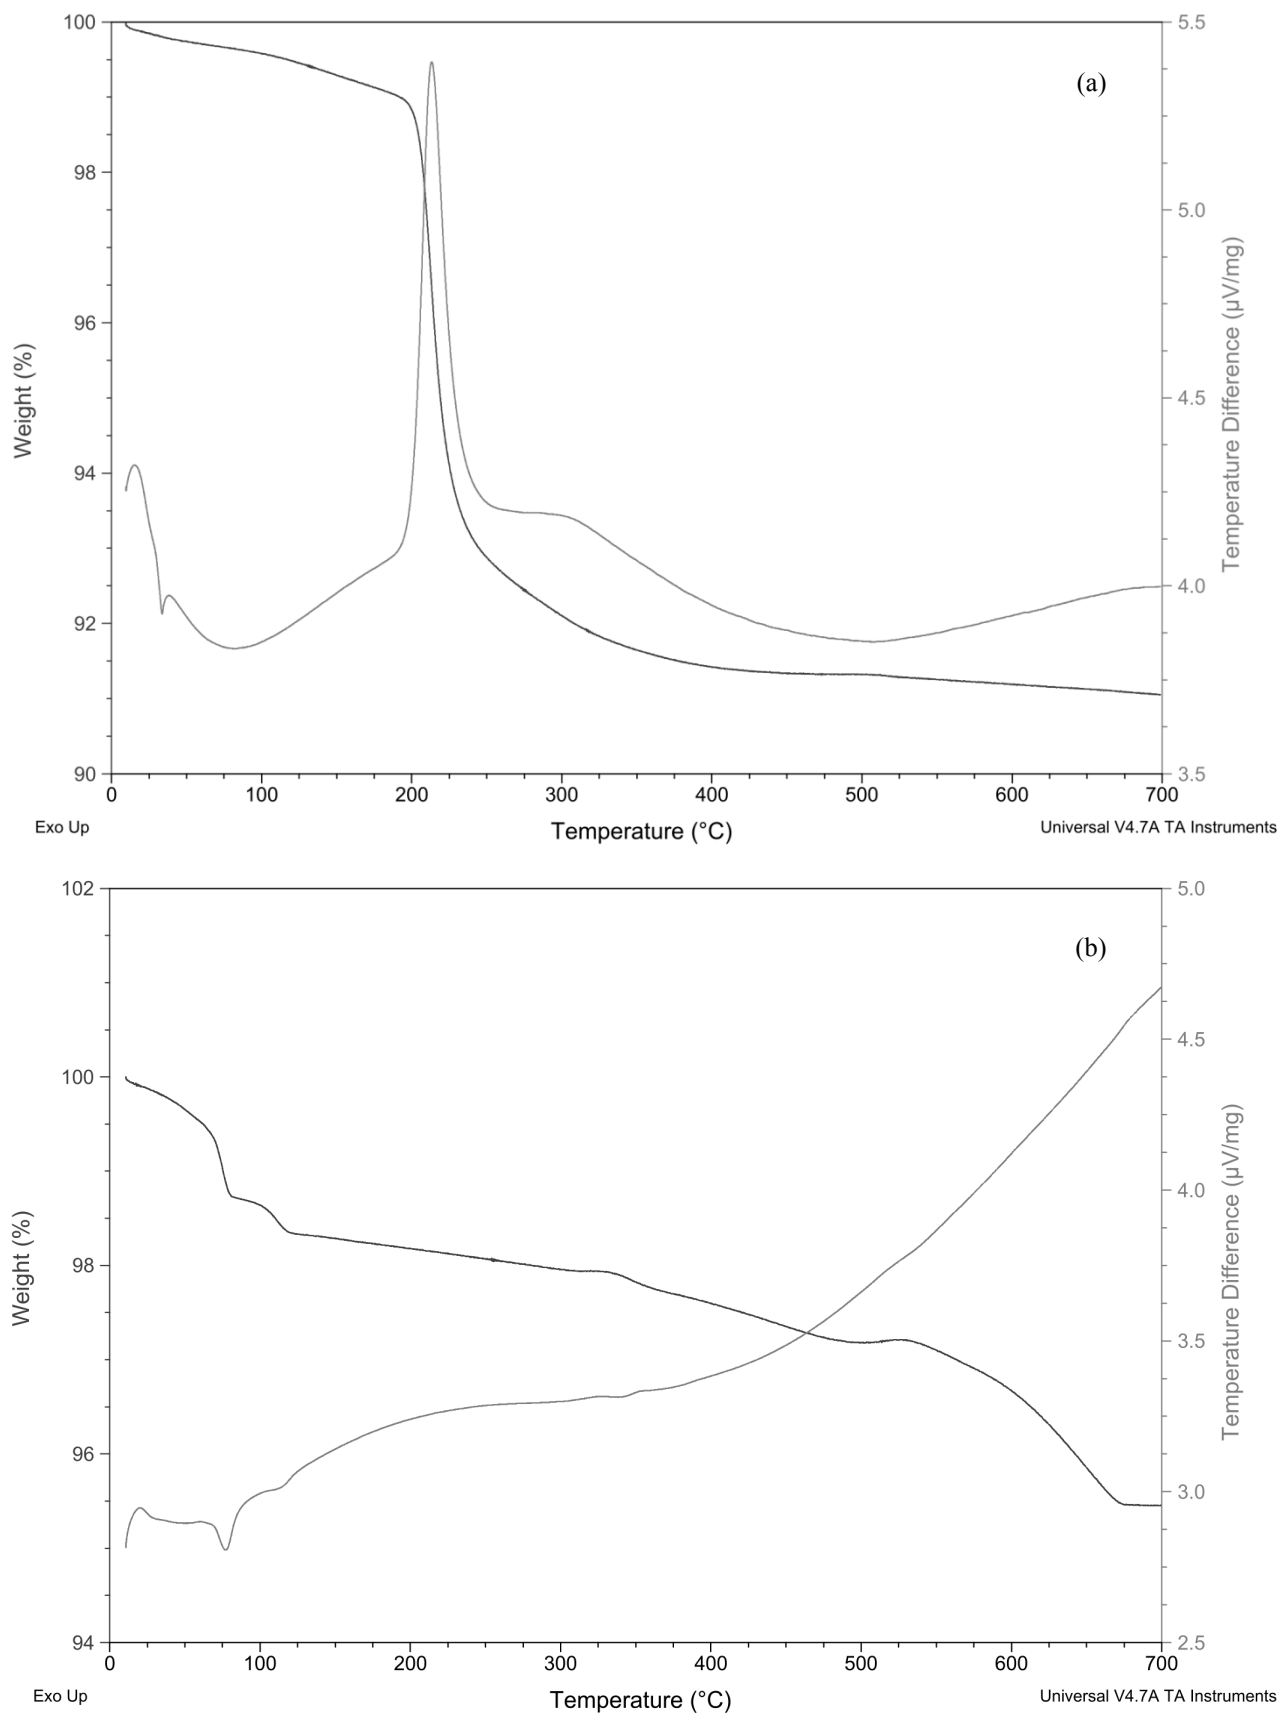 (a)
100
98
96
94
92
90
Weight (%)
5.5
5.0
4.5
4.0
3.5
Temperature Difference (µV/mg)
0 100 200 300 400 500 600 700
Exo Up
Temperature (°C)
Universal V4.7A TA Instruments
(b)
102
100
98
96
94
Weight (%)
5.0
4.5
4.0
3.5
3.0
2.5
Temperature Difference (µV/mg)
0 100 200 300 400 500 600 700
Exo Up
Temperature (°C)
Universal V4.7A TA Instruments